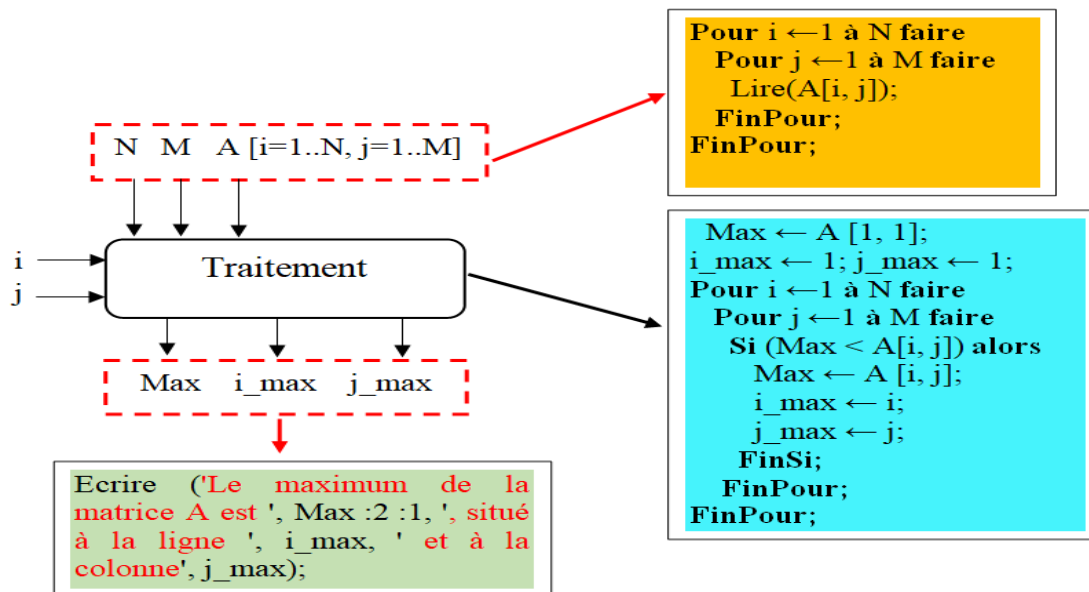 N M A [i=1..N, j=1..M]
Pour i ←1 à N faire
Pour j ←1 à M faire
Lire(A[i, j]);
FinPour;
FinPour;
i
j
Traitement
Max ← A [1, 1];
i_max ← 1; j_max ← 1;
Pour i ←1 à N faire
Pour j ←1 à M faire
Si (Max < A[i, j]) alors
Max ← A [i, j];
i_max ← i;
j_max ← j;
FinSi;
FinPour;
FinPour;
Max i_max j_max
Ecrire ('Le maximum de la
matrice A est ', Max :2 :1, ', situé
à la ligne ', i_max, ' et à la
colonne', j_max);